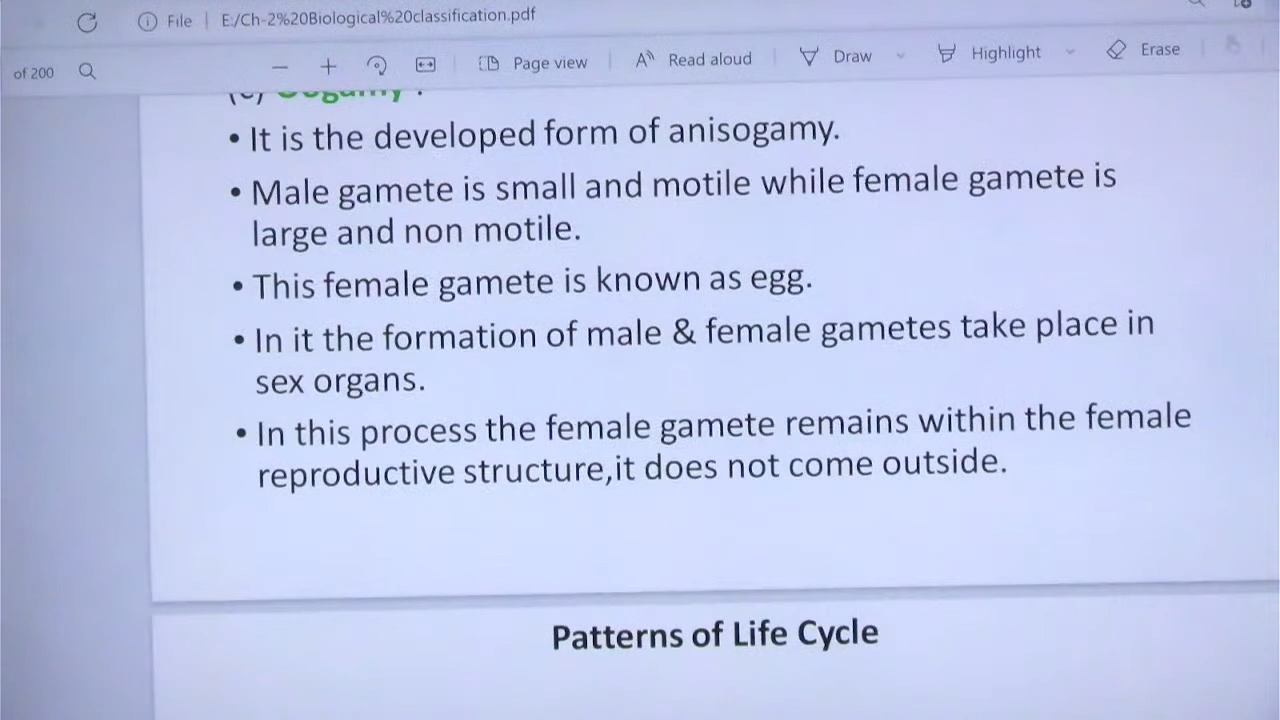 File | E:/Ch-2%20Biological%20classification.pdf
of 200 Page view Read aloud Draw Highlight Erase
(c) Oogamy :
• It is the developed form of anisogamy.
• Male gamete is small and motile while female gamete is
large and non motile.
• This female gamete is known as egg.
• In it the formation of male & female gametes take place in
sex organs.
• In this process the female gamete remains within the female
reproductive structure,it does not come outside.
Patterns of Life Cycle